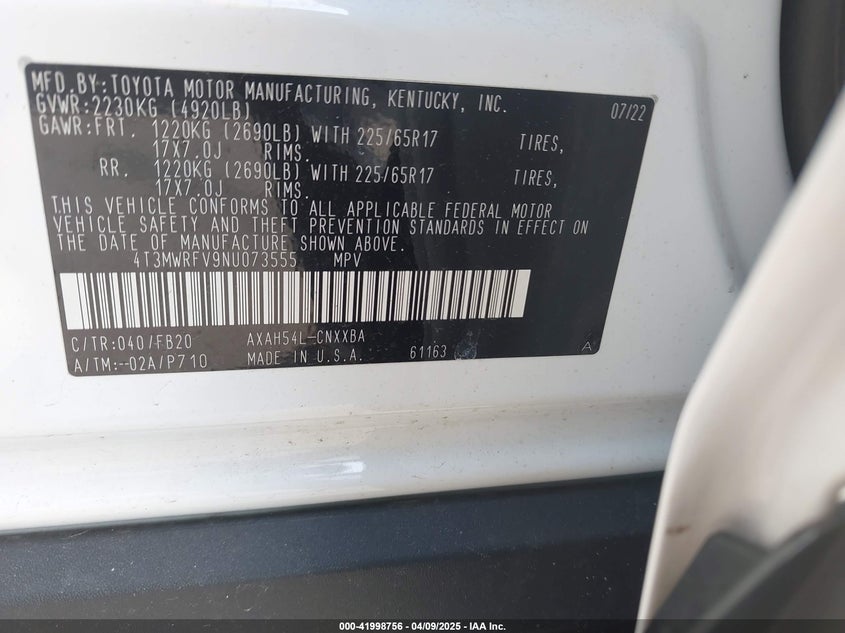 MFD.BY:TOYOTA MOTOR MANUFACTURING, KENTUCKY, INC. 07/22
GVWR:2230KG (4920LB)
GAWR:FRT. 1220KG (2690LB) WITH 225/65R17 TIRES,
17X7.0J RIMS.
RR. 1220KG (2690LB) WITH 225/65R17 TIRES,
17X7.0J RIMS.
THIS VEHICLE CONFORMS TO ALL APPLICABLE FEDERAL MOTOR
VEHICLE SAFETY AND THEFT PREVENTION STANDARDS IN EFFECT ON
THE DATE OF MANUFACTURE SHOWN ABOVE.
4T3MWRFV9NU073555 MPV
C/TR:040/FB20 AXAH54L-CNXXBA
A/TM:-02A/P710 MADE IN U.S.A. 61163 A
000-41998756 - 04/09/2025 - IAA Inc.